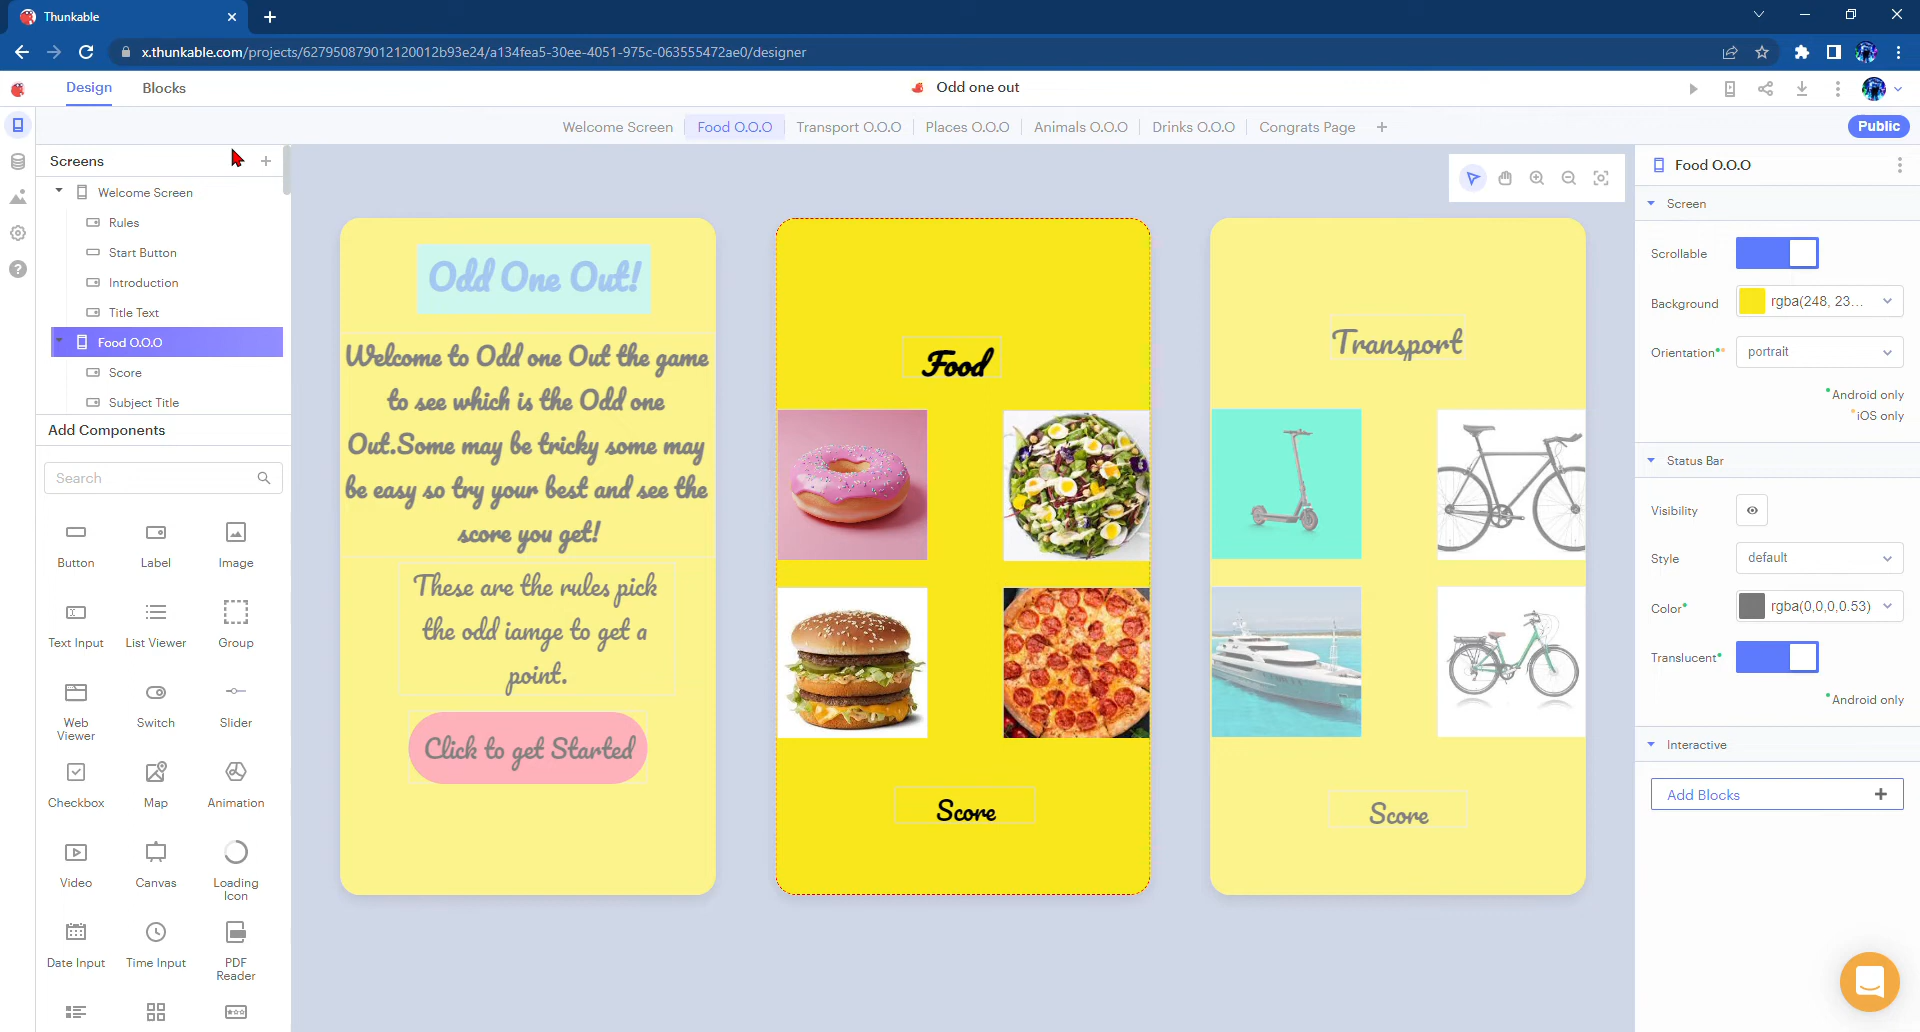 Thunkable
x.thunkable.com/projects/627950879012120012b93e24/a134fea5-30ee-4051-975c-063555472ae0/designer
Design
Blocks
Odd one out
Welcome Screen
Food O.O.O
Transport O.O.O
Places O.O.O
Animals O.O.O
Drinks O.O.O
Congrats Page
Public
Screens
Welcome Screen
Rules
Start Button
Introduction
Title Text
Food O.O.O
Score
Subject Title
Add Components
Search
Button
Label
Image
Text Input
List Viewer
Group
Web
Viewer
Switch
Slider
Checkbox
Map
Animation
Video
Canvas
Loading
Icon
Date Input
Time Input
PDF
Reader
Odd One Out!
Welcome to Odd one Out the game
to see which is the Odd one
Out.Some may be tricky some may
be easy so try your best and see the
score you get!
These are the rules pick
the odd iamge to get a
point.
Click to get Started
Food
Score
Transport
Score
Food O.O.O
Screen
Scrollable
Background
rgba(248, 23...
Orientation**
portrait
*Android only
*iOS only
Status Bar
Visibility
Style
default
Color*
rgba(0,0,0,0.53)
Translucent*
*Android only
Interactive
Add Blocks +